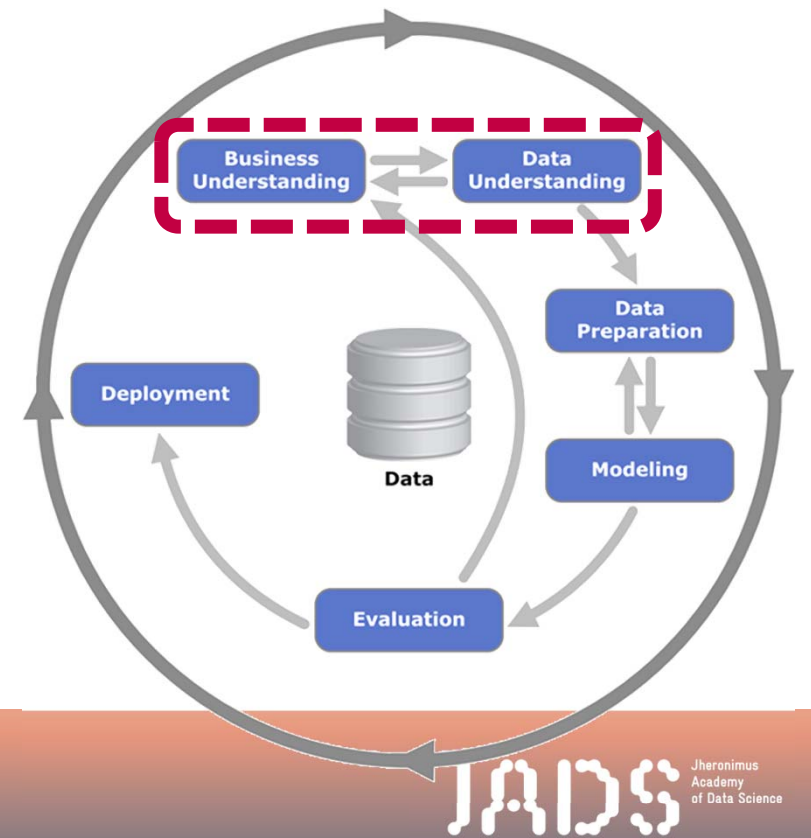 Business
Understanding
Data
Understanding
Data
Preparation
Deployment
Modeling
Data
Evaluation
JADS
Jheronimus
Academy
of Data Science